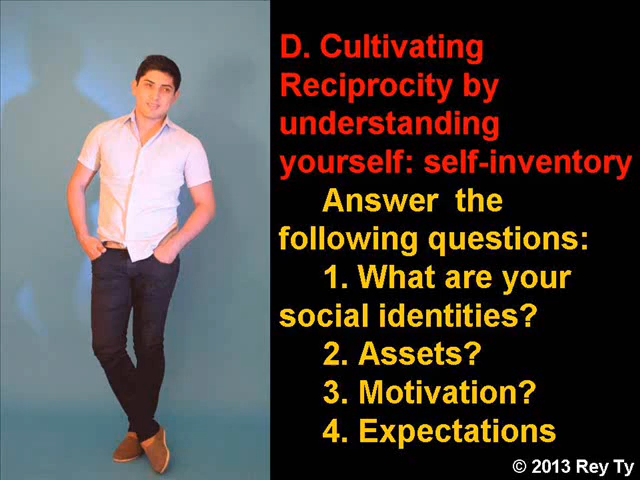 D. Cultivating
Reciprocity by
understanding
yourself: self-inventory
Answer the
following questions:
1. What are your
social identities?
2. Assets?
3. Motivation?
4. Expectations
© 2013 Rey Ty